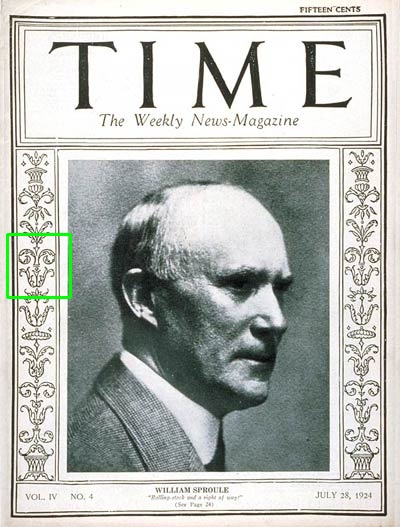 FIFTEEN CENTS
TIME
The Weekly News-Magazine
WILLIAM SPROULE
"Rolling-stock and a right of way!"
(See Page 24)
VOL. IV NO. 4
JULY 28, 1924